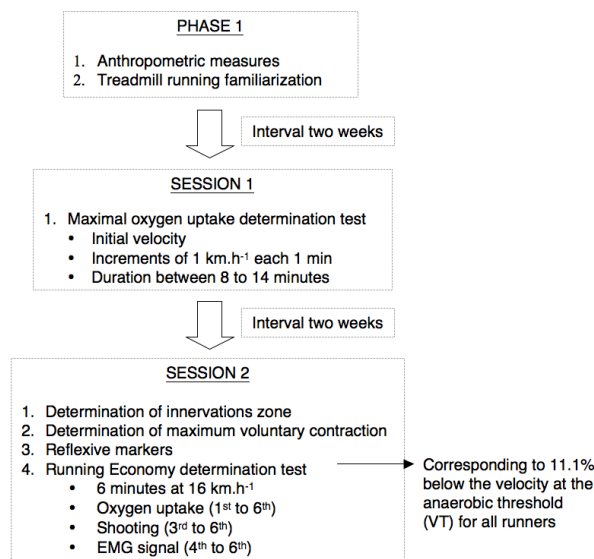 PHASE 1
1. Anthropometric measures
2. Treadmill running familiarization
Interval two weeks
SESSION 1
1. Maximal oxygen uptake determination test
• Initial velocity
• Increments of 1 km.h⁻¹ each 1 min
• Duration between 8 to 14 minutes
Interval two weeks
SESSION 2
1. Determination of innervations zone
2. Determination of maximum voluntary contraction
3. Reflexive markers
4. Running Economy determination test
• 6 minutes at 16 km.h⁻¹
• Oxygen uptake (1st to 6th)
• Shooting (3rd to 6th)
• EMG signal (4th to 6th)
Corresponding to 11.1%
below the velocity at the
anaerobic threshold
(VT) for all runners